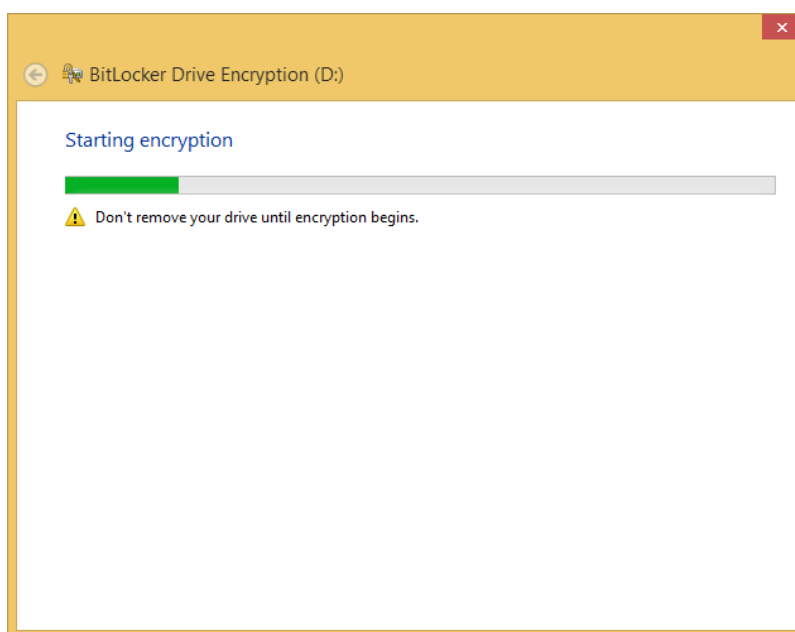 BitLocker Drive Encryption (D:)
Starting encryption
Don't remove your drive until encryption begins.